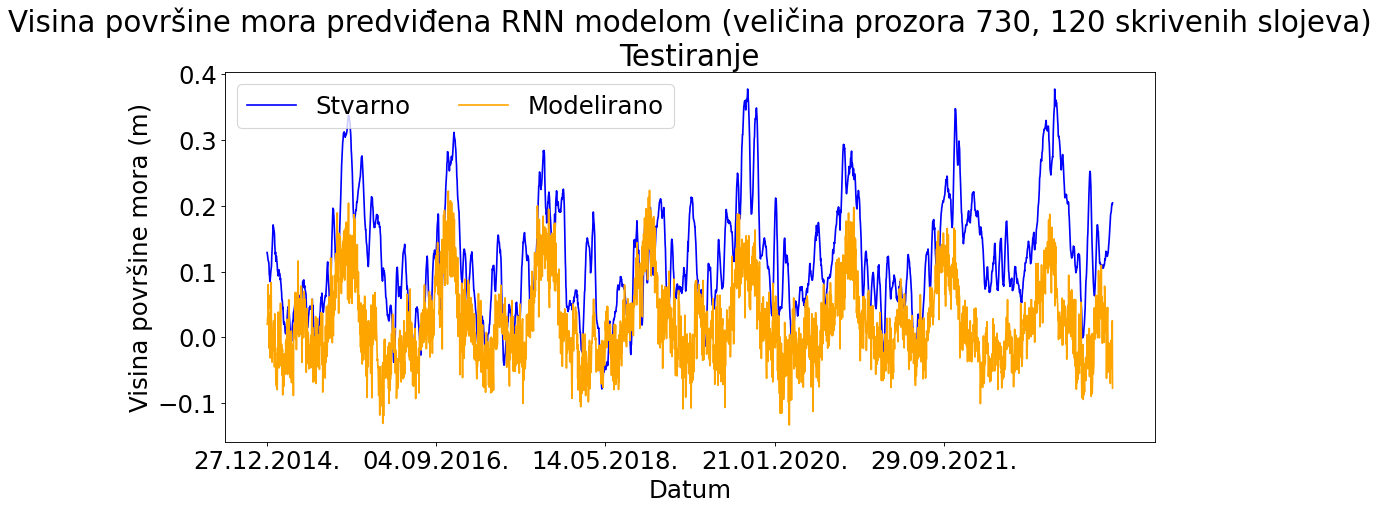 Visina površine mora predviđena RNN modelom (veličina prozora 730, 120 skrivenih slojeva)
Testiranje
Stvarno
Modelirano
Visina površine mora (m)
0.4
0.3
0.2
0.1
0.0
−0.1
27.12.2014.
04.09.2016.
14.05.2018.
21.01.2020.
29.09.2021.
Datum